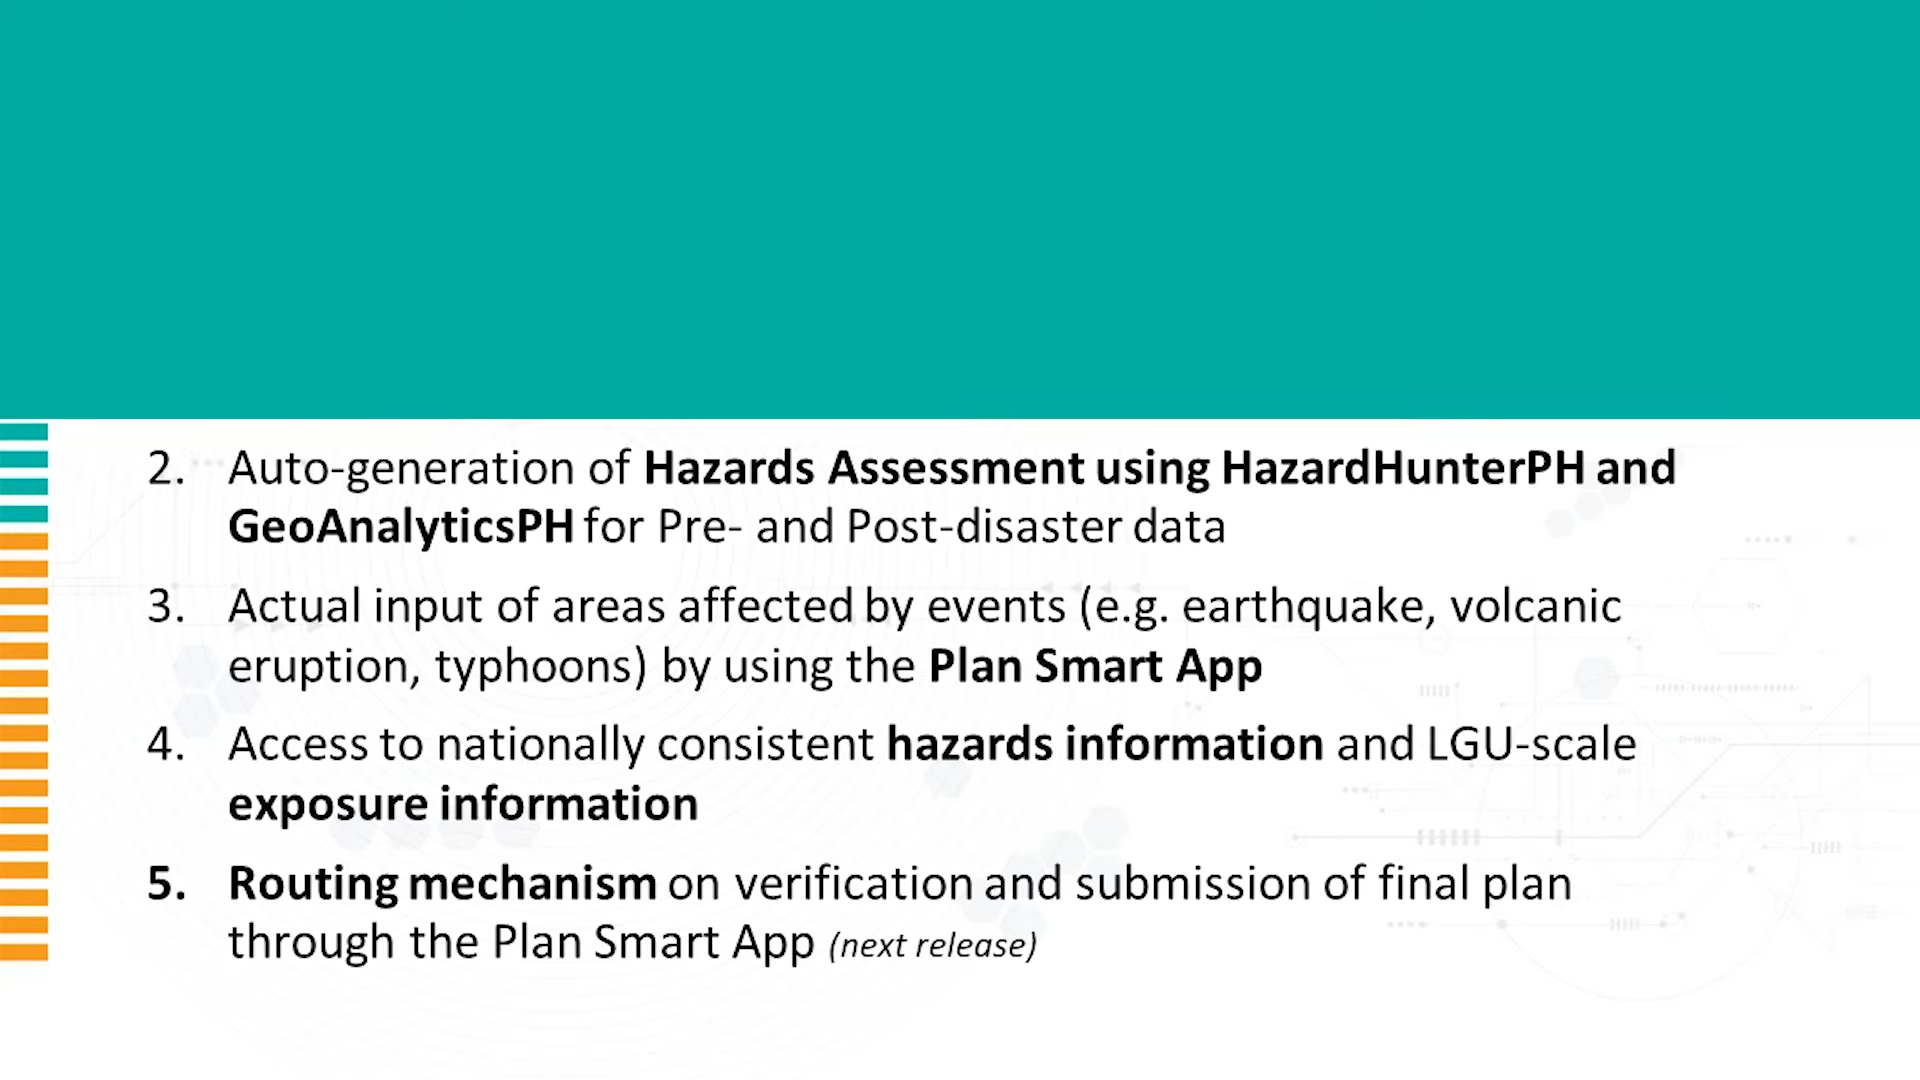 2. Auto-generation of Hazards Assessment using HazardHunterPH and
GeoAnalyticsPH for Pre- and Post-disaster data
3. Actual input of areas affected by events (e.g. earthquake, volcanic
eruption, typhoons) by using the Plan Smart App
4. Access to nationally consistent hazards information and LGU-scale
exposure information
5. Routing mechanism on verification and submission of final plan
through the Plan Smart App (next release)